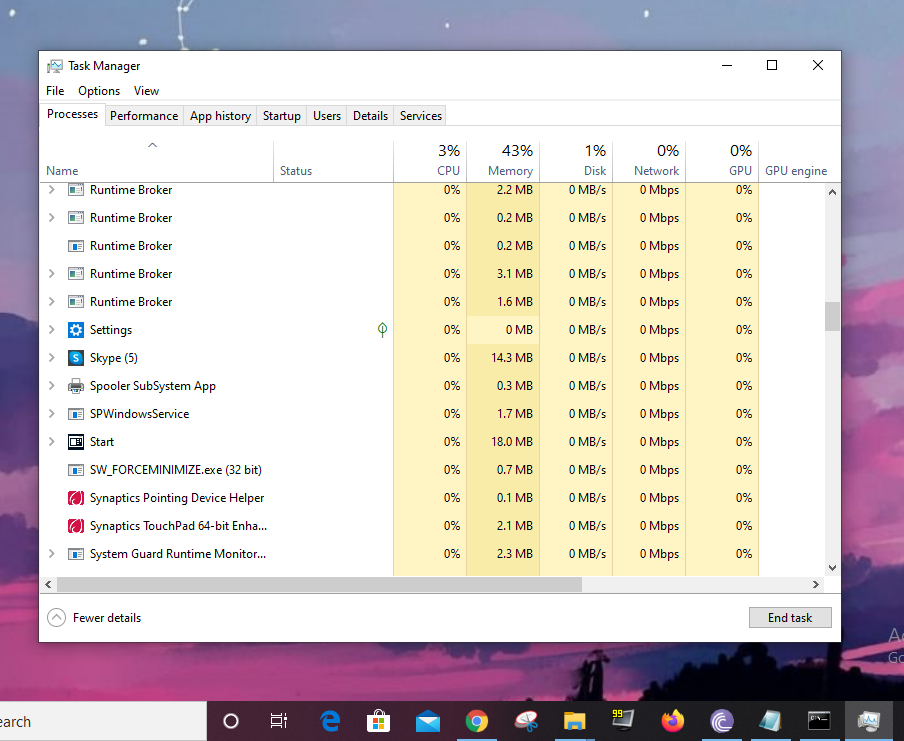 Task Manager
File Options View
Processes Performance App history Startup Users Details Services
3% 43% 1% 0% 0%
Name Status CPU Memory Disk Network GPU GPU engine
Runtime Broker 0% 2.2 MB 0 MB/s 0 Mbps 0%
Runtime Broker 0% 0.2 MB 0 MB/s 0 Mbps 0%
Runtime Broker 0% 0.2 MB 0 MB/s 0 Mbps 0%
Runtime Broker 0% 3.1 MB 0 MB/s 0 Mbps 0%
Runtime Broker 0% 1.6 MB 0 MB/s 0 Mbps 0%
Settings 0% 0 MB 0 MB/s 0 Mbps 0%
S Skype (5) 0% 14.3 MB 0 MB/s 0 Mbps 0%
Spooler SubSystem App 0% 0.3 MB 0 MB/s 0 Mbps 0%
SPWindowsService 0% 1.7 MB 0 MB/s 0 Mbps 0%
Start 0% 18.0 MB 0 MB/s 0 Mbps 0%
SW_FORCEMINIMIZE.exe (32 bit) 0% 0.7 MB 0 MB/s 0 Mbps 0%
Synaptics Pointing Device Helper 0% 0.1 MB 0 MB/s 0 Mbps 0%
Synaptics TouchPad 64-bit Enha... 0% 2.1 MB 0 MB/s 0 Mbps 0%
System Guard Runtime Monitor... 0% 2.3 MB 0 MB/s 0 Mbps 0%
Fewer details End task
Ac
Go
earch
99